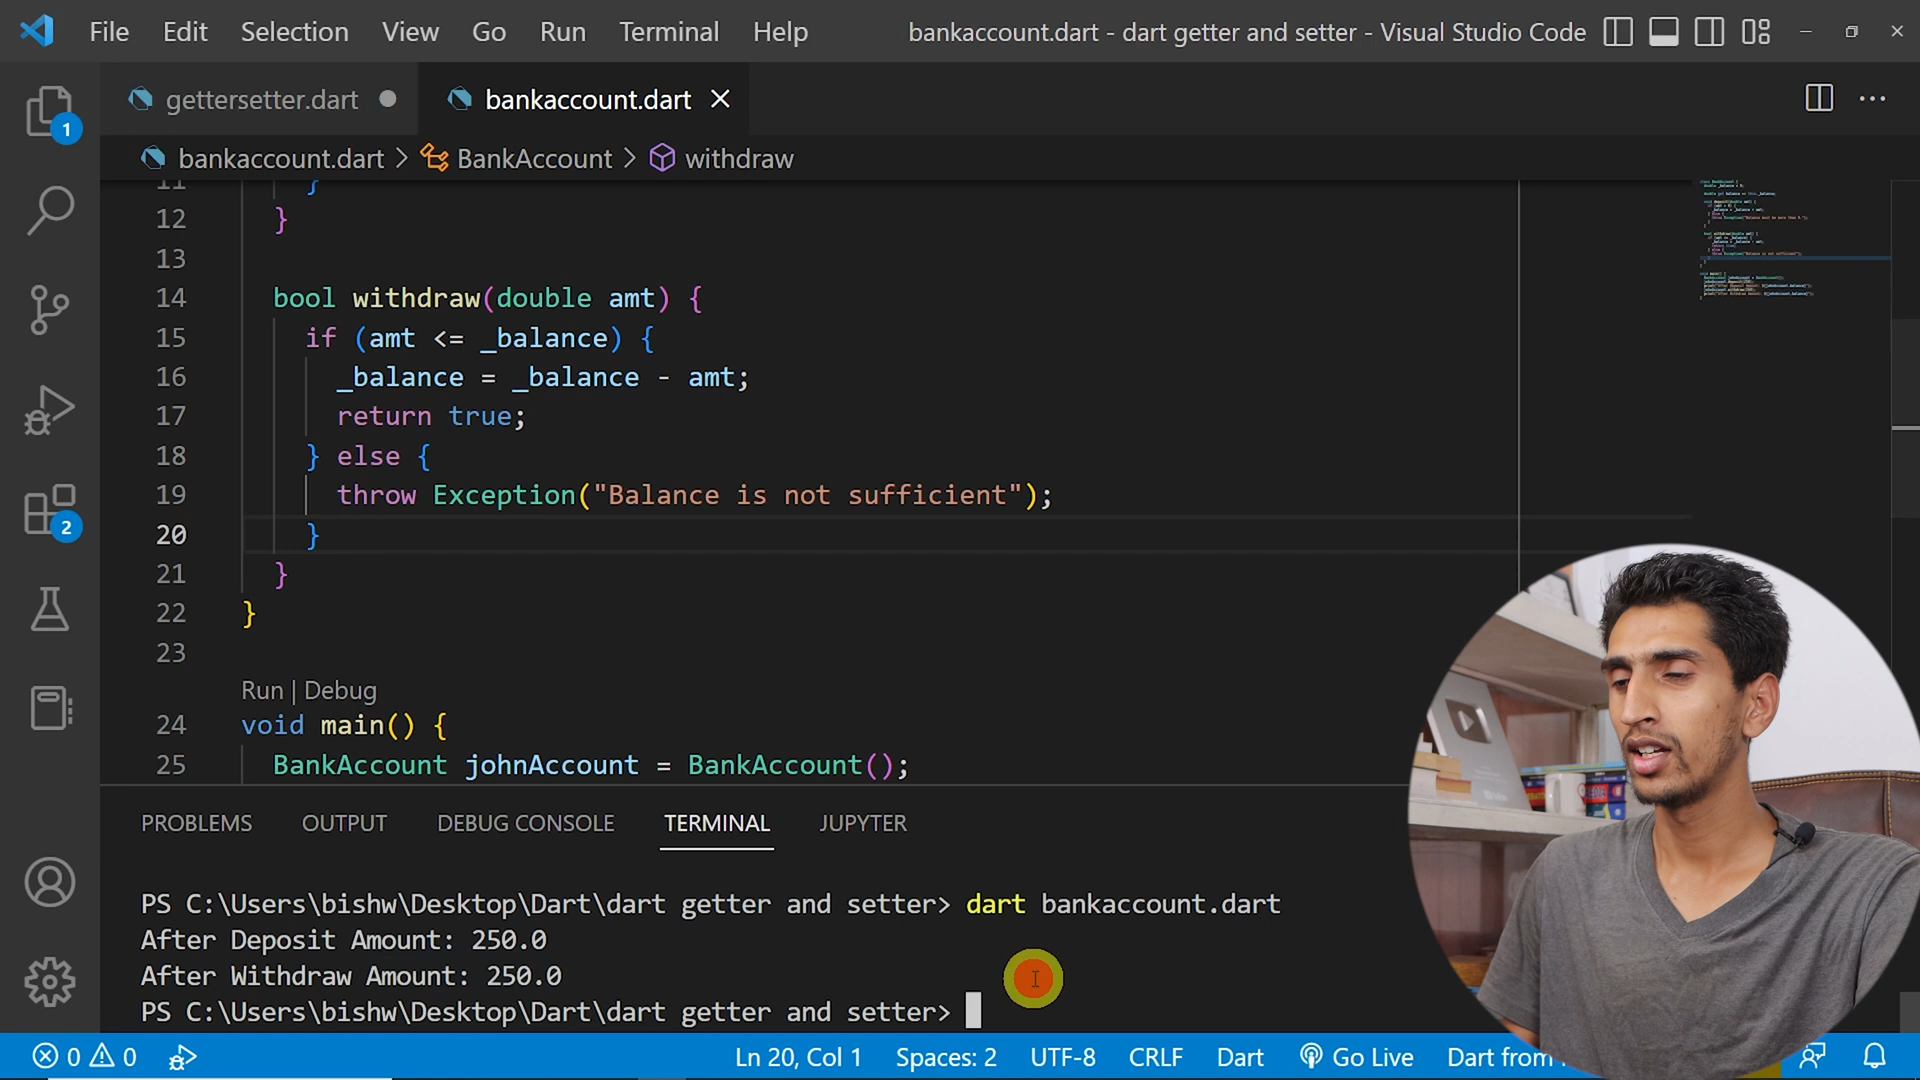 File Edit Selection View Go Run Terminal Help bankaccount.dart - dart getter and setter - Visual Studio Code
gettersetter.dart bankaccount.dart
bankaccount.dart > BankAccount > withdraw
11 }
12 }
13
14 bool withdraw(double amt) {
15 if (amt <= _balance) {
16 _balance = _balance - amt;
17 return true;
18 } else {
19 throw Exception("Balance is not sufficient");
20 }
21 }
22 }
23
Run | Debug
24 void main() {
25 BankAccount johnAccount = BankAccount();
1
2
PROBLEMS OUTPUT DEBUG CONSOLE TERMINAL JUPYTER
PS C:\Users\bishw\Desktop\Dart\dart getter and setter> dart bankaccount.dart
After Deposit Amount: 250.0
After Withdraw Amount: 250.0
PS C:\Users\bishw\Desktop\Dart\dart getter and setter>
0 0 Ln 20, Col 1 Spaces: 2 UTF-8 CRLF Dart Go Live Dart from